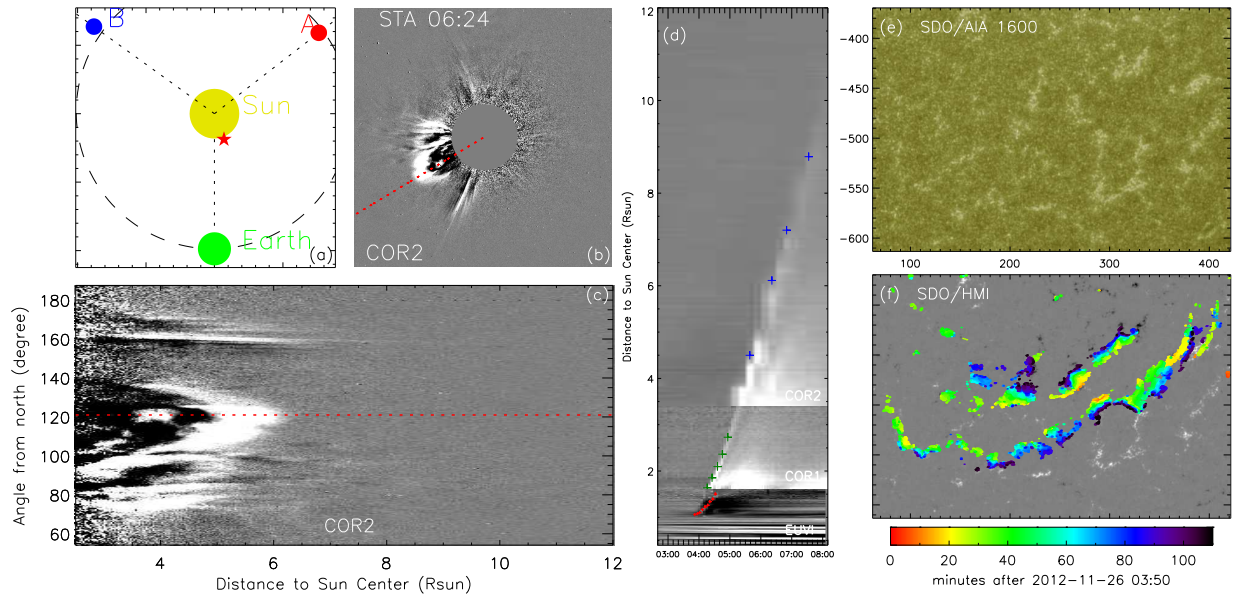 B
A
Sun
Earth
(a)
STA 06:24
COR2
(b)
(c)
Angle from north (degree)
180
160
140
120
100
80
60
COR2
4
6
8
10
12
Distance to Sun Center (Rsun)
(d)
Distance to Sun Center (Rsun)
12
10
8
6
4
2
COR2
COR1
EUVI
03:00 04:00 05:00 06:00 07:00 08:00
(e) SDO/AIA 1600
-400
-450
-500
-550
-600
100 200 300 400
(f) SDO/HMI
0 20 40 60 80 100
minutes after 2012-11-26 03:50